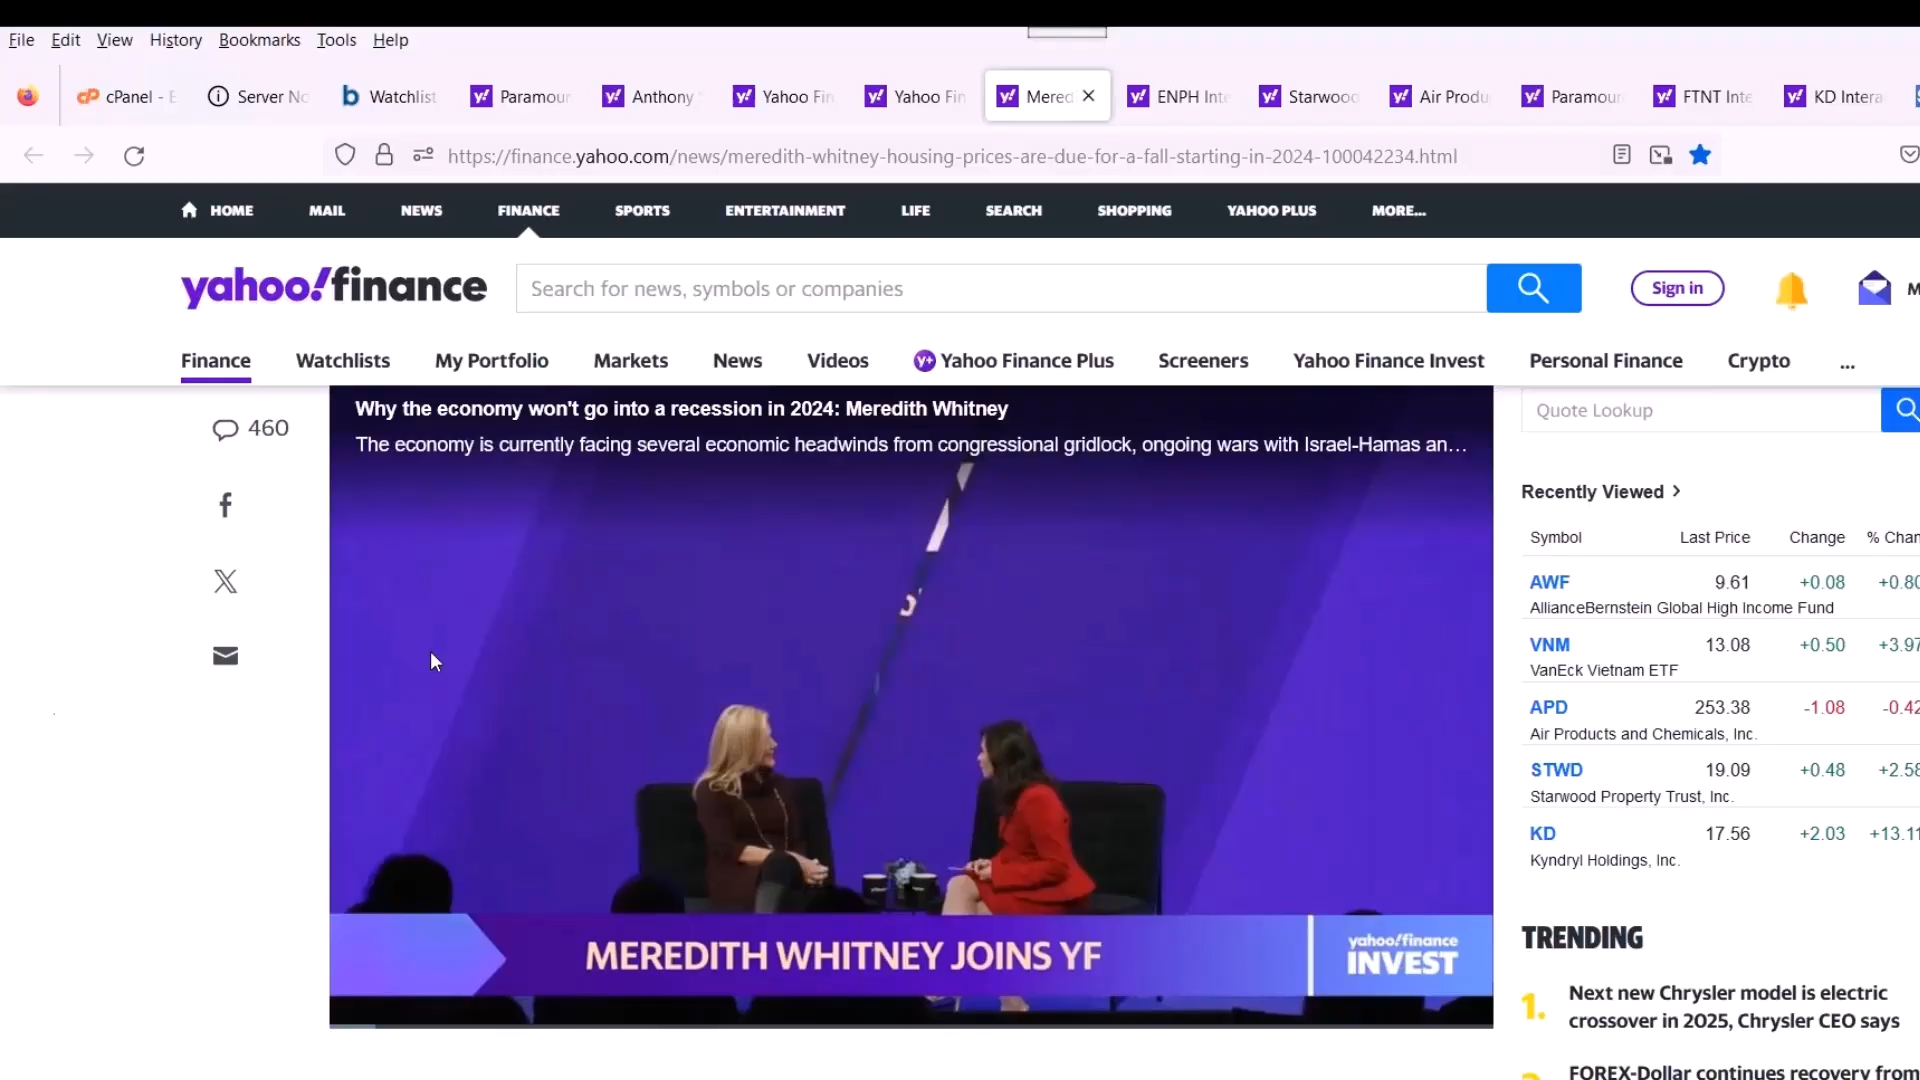 File Edit View History Bookmarks Tools Help
cPanel - Server No Watchlist Paramour Anthony Yahoo Fin Yahoo Fin Mered ENPH Inte Starwood Air Produ Paramour FTNT Inte KD Intera
https://finance.yahoo.com/news/meredith-whitney-housing-prices-are-due-for-a-fall-starting-in-2024-100042234.html
HOME MAIL NEWS FINANCE SPORTS ENTERTAINMENT LIFE SEARCH SHOPPING YAHOO PLUS MORE...
yahoo!finance
Search for news, symbols or companies
Sign in
M
Finance Watchlists My Portfolio Markets News Videos Yahoo Finance Plus Screeners Yahoo Finance Invest Personal Finance Crypto ...
460
Why the economy won't go into a recession in 2024: Meredith Whitney
The economy is currently facing several economic headwinds from congressional gridlock, ongoing wars with Israel-Hamas an...
MEREDITH WHITNEY JOINS YF
yahoo!finance
INVEST
Quote Lookup
Recently Viewed
Symbol Last Price Change % Chan
AWF 9.61 +0.08 +0.80
AllianceBernstein Global High Income Fund
VNM 13.08 +0.50 +3.97
VanEck Vietnam ETF
APD 253.38 -1.08 -0.42
Air Products and Chemicals, Inc.
STWD 19.09 +0.48 +2.58
Starwood Property Trust, Inc.
KD 17.56 +2.03 +13.11
Kyndryl Holdings, Inc.
TRENDING
1. Next new Chrysler model is electric
crossover in 2025, Chrysler CEO says
FOREX-Dollar continues recovery from